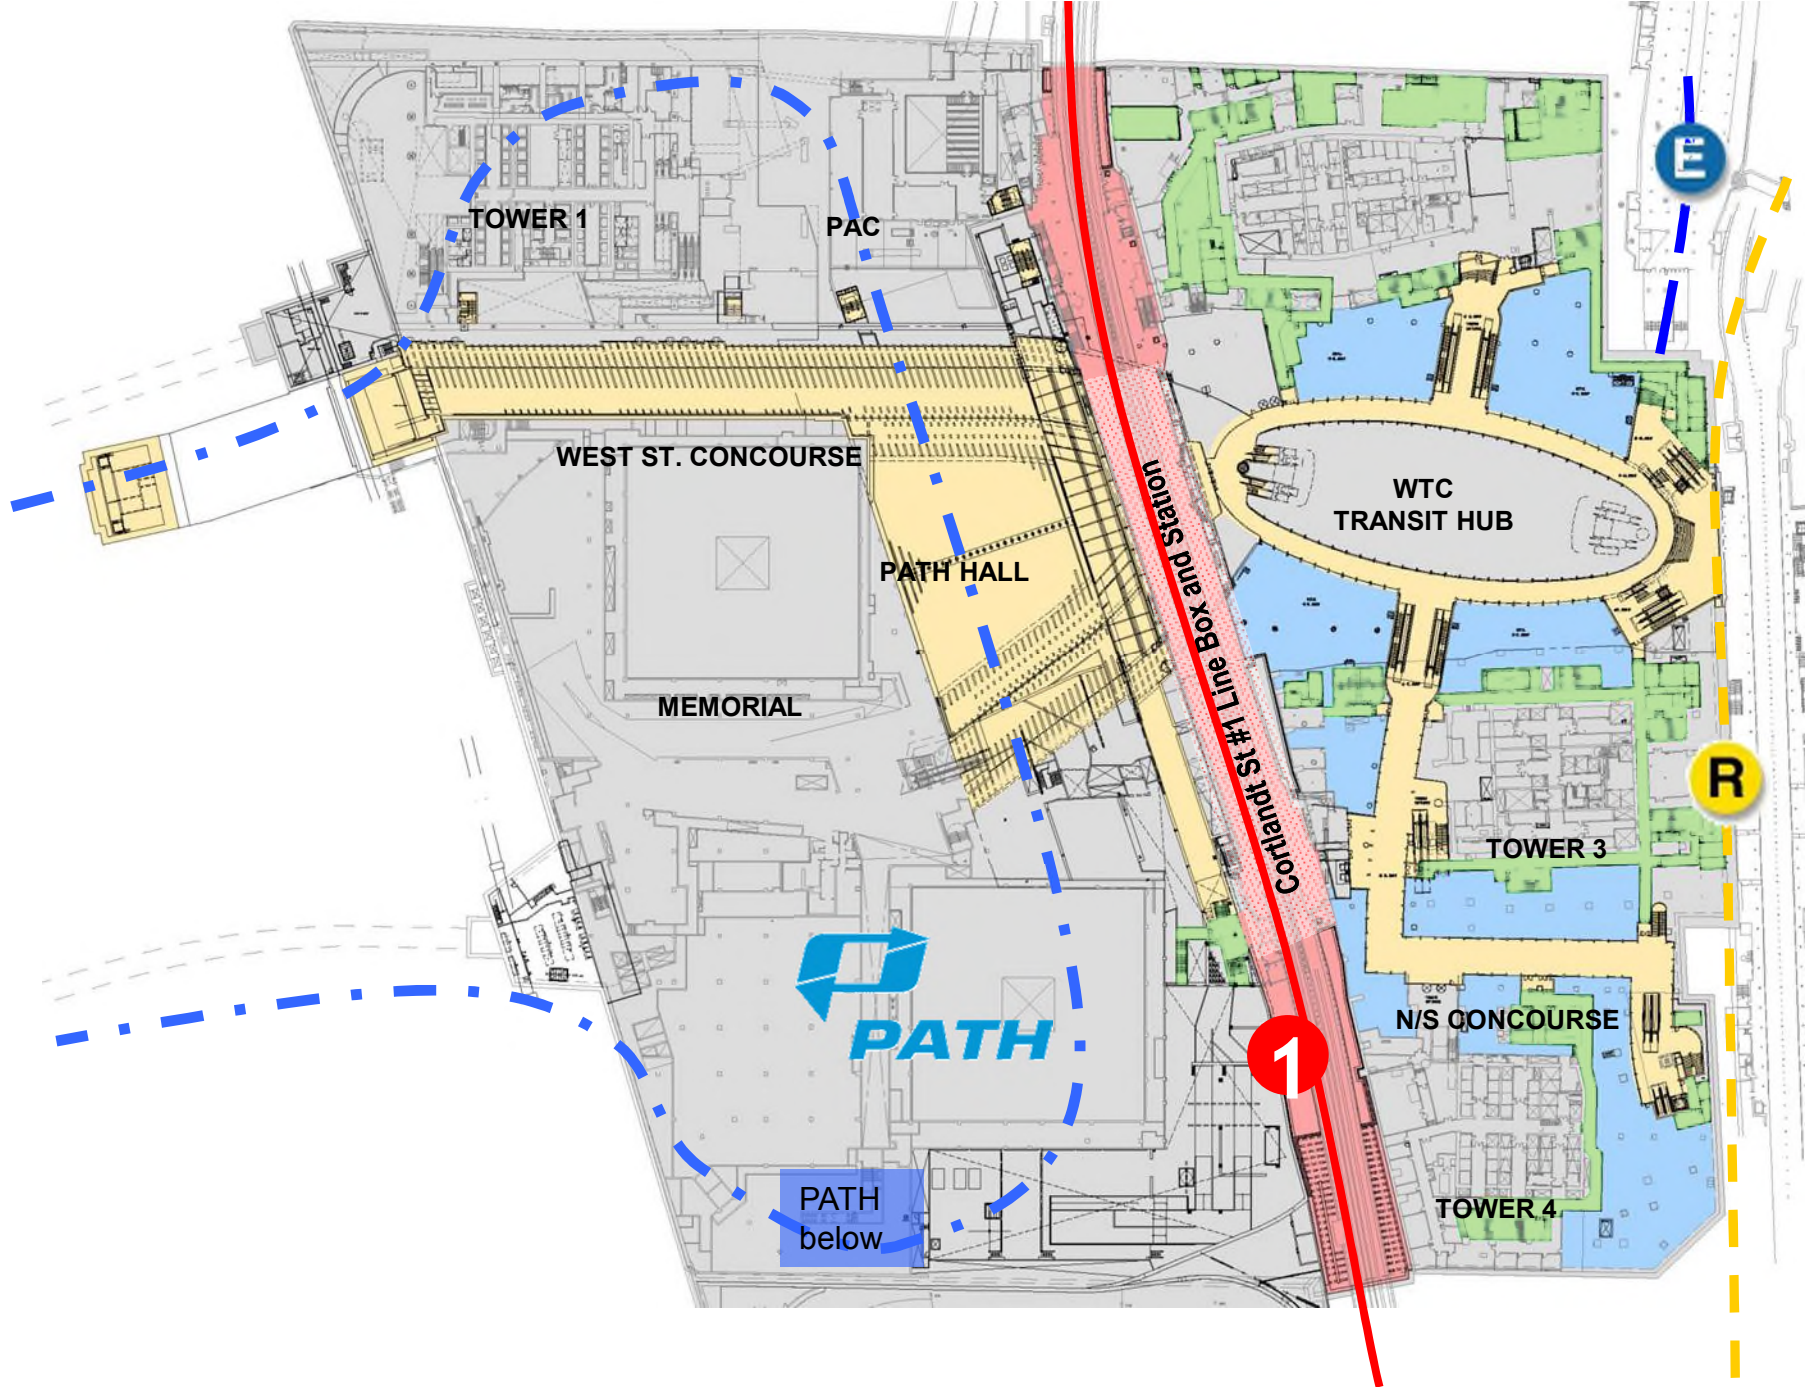 E
TOWER 1
PAC
WEST ST. CONCOURSE
WTC
TRANSIT HUB
Cortlandt St #1 Line Box and Station
PATH HALL
MEMORIAL
R
TOWER 3
PATH
N/S CONCOURSE
1
TOWER 4
PATH
below